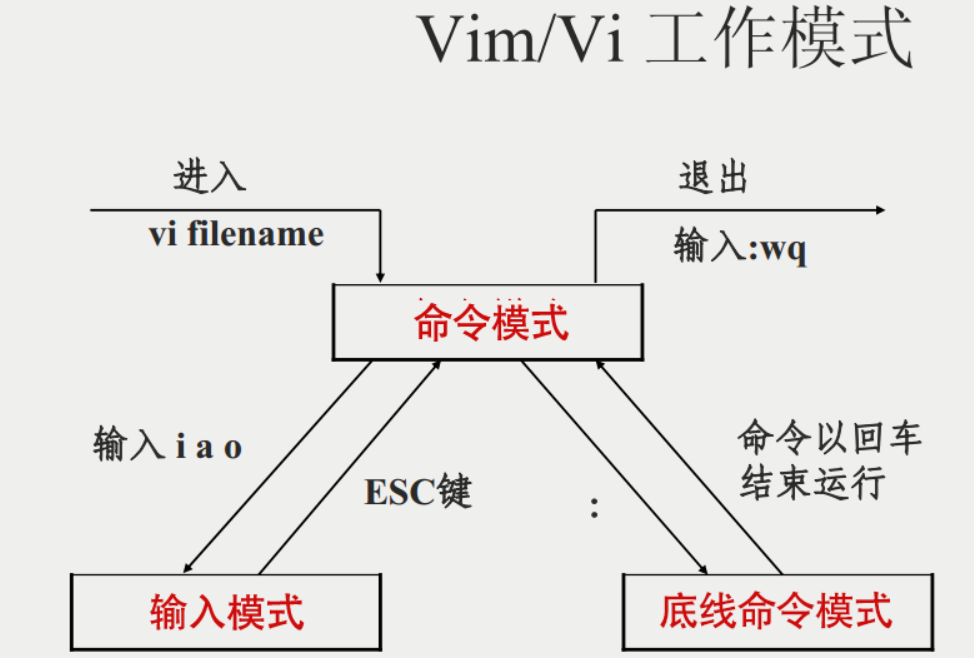 Vim/Vi 工作模式
进入
vi filename
退出
输入:wq
命令模式
输入 i a o
ESC键
:
命令以回车
结束运行
输入模式
底线命令模式